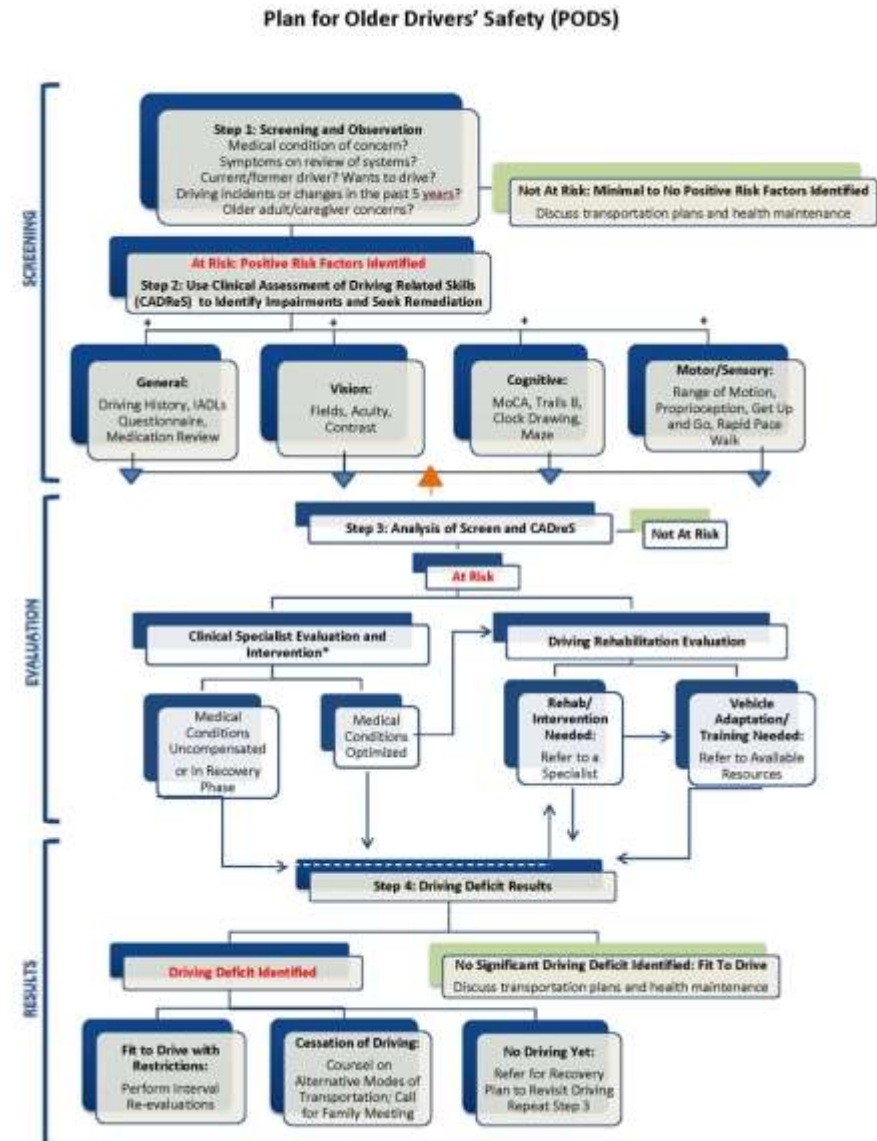 Plan for Older Drivers' Safety (PODS)
SCREENING
Step 1: Screening and Observation
Medical condition of concern?
Symptoms on review of systems?
Current/former driver? Wants to drive?
Driving incidents or changes in the past 5 years?
Older adult/caregiver concerns?
Not At Risk: Minimal to No Positive Risk Factors Identified
Discuss transportation plans and health maintenance
At Risk: Positive Risk Factors Identified
Step 2: Use Clinical Assessment of Driving Related Skills
(CADReS) to Identify Impairments and Seek Remediation
+
+
+
+
General:
Driving History, IADLs
Questionnaire,
Medication Review
Vision:
Fields, Acuity,
Contrast
Cognitive:
MoCA, Trails B,
Clock Drawing,
Maze
Motor/Sensory:
Range of Motion,
Proprioception, Get Up
and Go, Rapid Pace
Walk
EVALUATION
Step 3: Analysis of Screen and CADreS
Not At Risk
At Risk
Clinical Specialist Evaluation and
Intervention*
Driving Rehabilitation Evaluation
Medical
Conditions
Uncompensated
or In Recovery
Phase
Medical
Conditions
Optimized
Rehab/
Intervention
Needed:
Refer to a
Specialist
Vehicle
Adaptation/
Training Needed:
Refer to Available
Resources
RESULTS
Step 4: Driving Deficit Results
Driving Deficit Identified
No Significant Driving Deficit Identified: Fit To Drive
Discuss transportation plans and health maintenance
Fit to Drive with
Restrictions:
Perform Interval
Re-evaluations
Cessation of Driving:
Counsel on
Alternative Modes of
Transportation; Call
for Family Meeting
No Driving Yet:
Refer for Recovery
Plan to Revisit Driving
Repeat Step 3